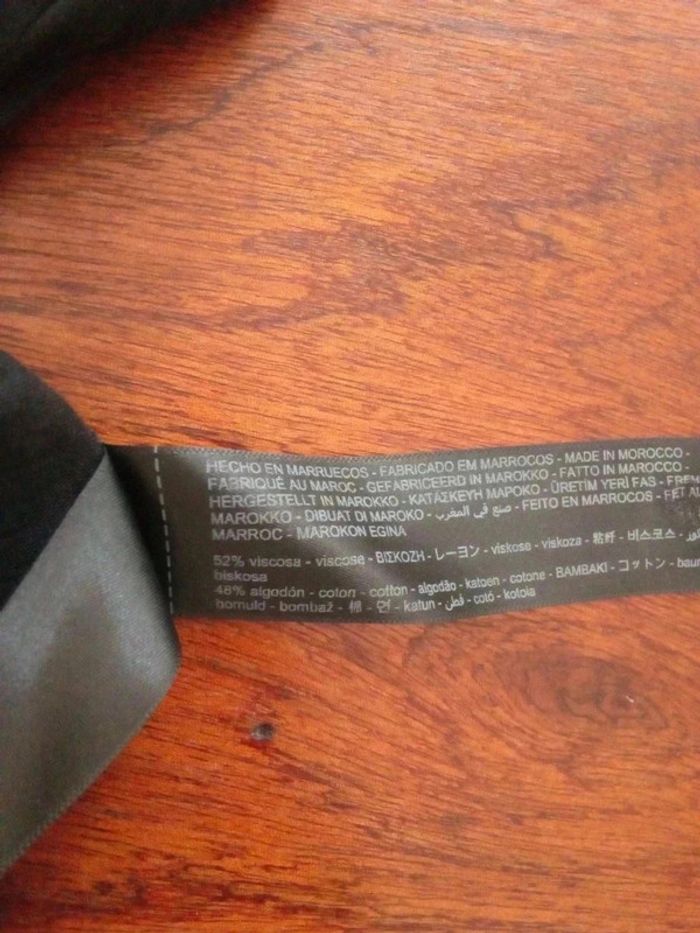 HECHO EN MARRUECOS - FABRICADO EM MARROCOS - MADE IN MOROCCO -
FABRIQUÉ AU MAROC - GEFABRICEERD IN MAROKKO - FATTO IN MAROCCO -
HERGESTELLT IN MAROKKO - ΚΑΤΑΣΚΕΥΗ ΜΑΡΟΚΟ - ÜRETİM YERİ FAS -
MAROKKO - DIBUAT DI MAROKO - صنع في المغرب - FEITO EN MARROCOS - FET
MARROC - MAROKON EGINA
52% viscosa - viscose - ΒΙΣΚΟΖΗ - レーヨン - viskose - viskoza - 粘纤 - 비스코스 -
biskosa
48% algodón - coton - cotton - algodão - katoen - cotone - ΒΑΜΒΑΚΙ - コットン -
bomuld - bombaž - 棉 - 면 - katun - قطن - cotó - kotoia